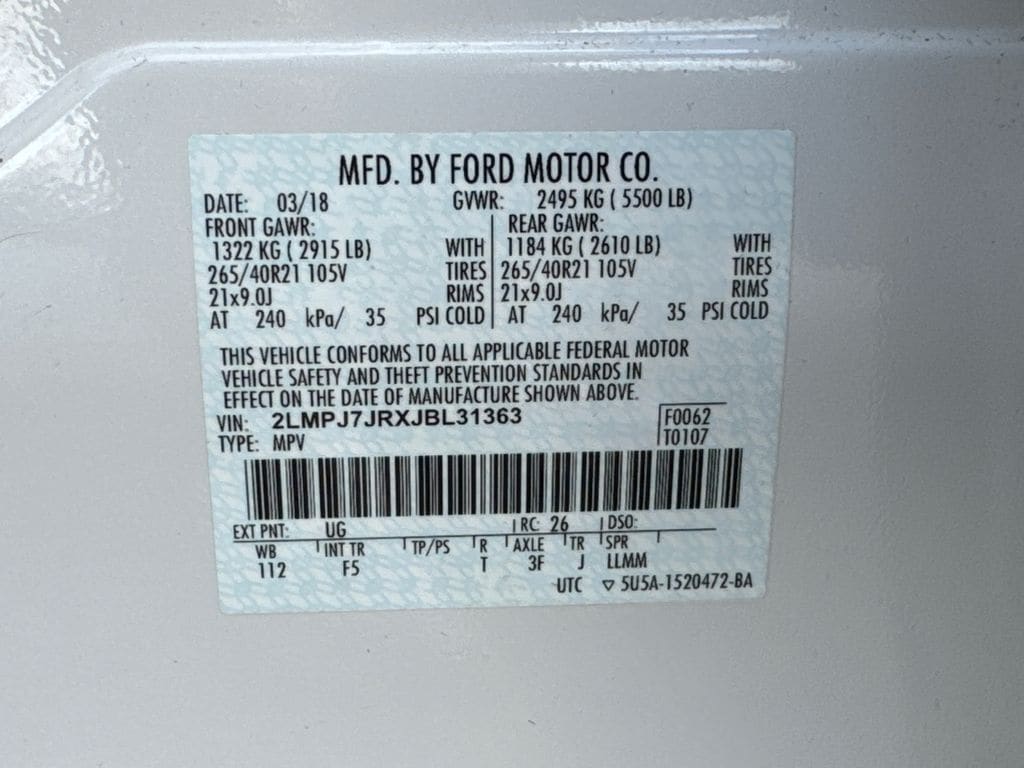 MFD. BY FORD MOTOR CO.
DATE: 03/18 GVWR: 2495 KG ( 5500 LB)
FRONT GAWR: REAR GAWR:
1322 KG ( 2915 LB) WITH 1184 KG ( 2610 LB) WITH
265/40R21 105V TIRES 265/40R21 105V TIRES
21x9.0J RIMS 21x9.0J RIMS
AT 240 kPa/ 35 PSI COLD AT 240 kPa/ 35 PSI COLD
THIS VEHICLE CONFORMS TO ALL APPLICABLE FEDERAL MOTOR
VEHICLE SAFETY AND THEFT PREVENTION STANDARDS IN
EFFECT ON THE DATE OF MANUFACTURE SHOWN ABOVE.
VIN: 2LMPJ7JRXJBL31363 F0062
TYPE: MPV T0107
EXT PNT: UG RC: 26 DSO:
WB INT TR TP/PS R AXLE TR SPR
112 F5 T 3F J LLMM
UTC ▽ 5U5A-1520472-BA